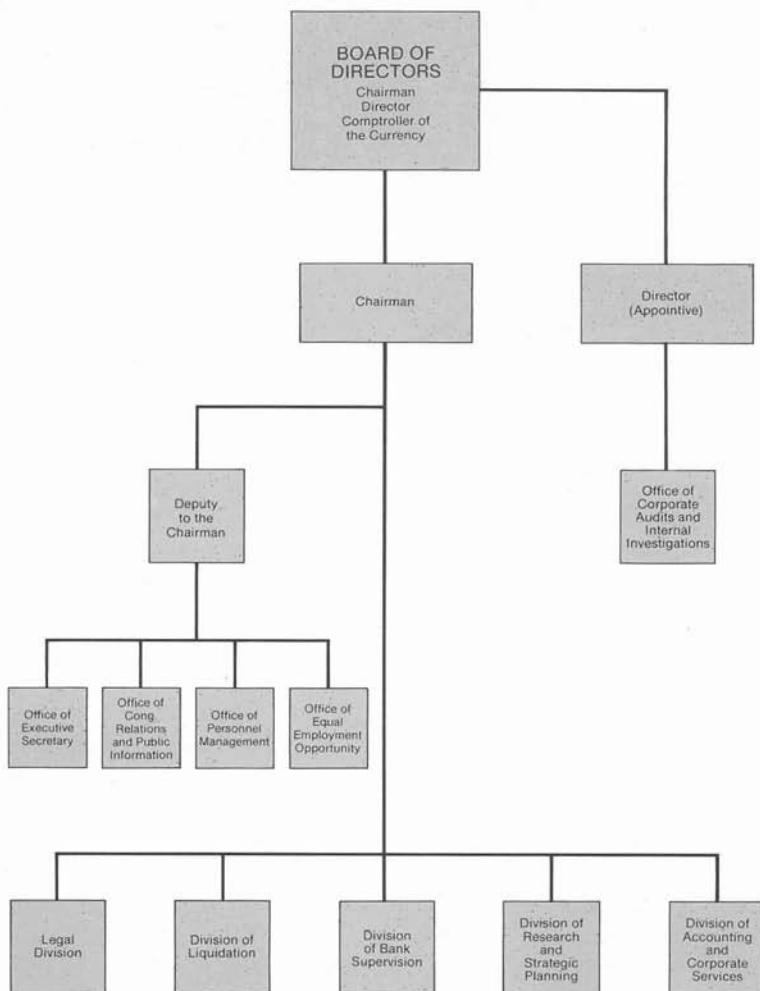 BOARD OF
DIRECTORS
Chairman
Director
Comptroller of
the Currency
Chairman
Director
(Appointive)
Deputy
to the
Chairman
Office of
Corporate
Audits and
Internal
Investigations
Office of
Executive
Secretary
Office of
Cong.
Relations
and Public
Information
Office of
Personnel
Management
Office of
Equal
Employment
Opportunity
Legal
Division
Division of
Liquidation
Division
of Bank
Supervision
Division of
Research
and
Strategic
Planning
Division of
Accounting
and
Corporate
Services